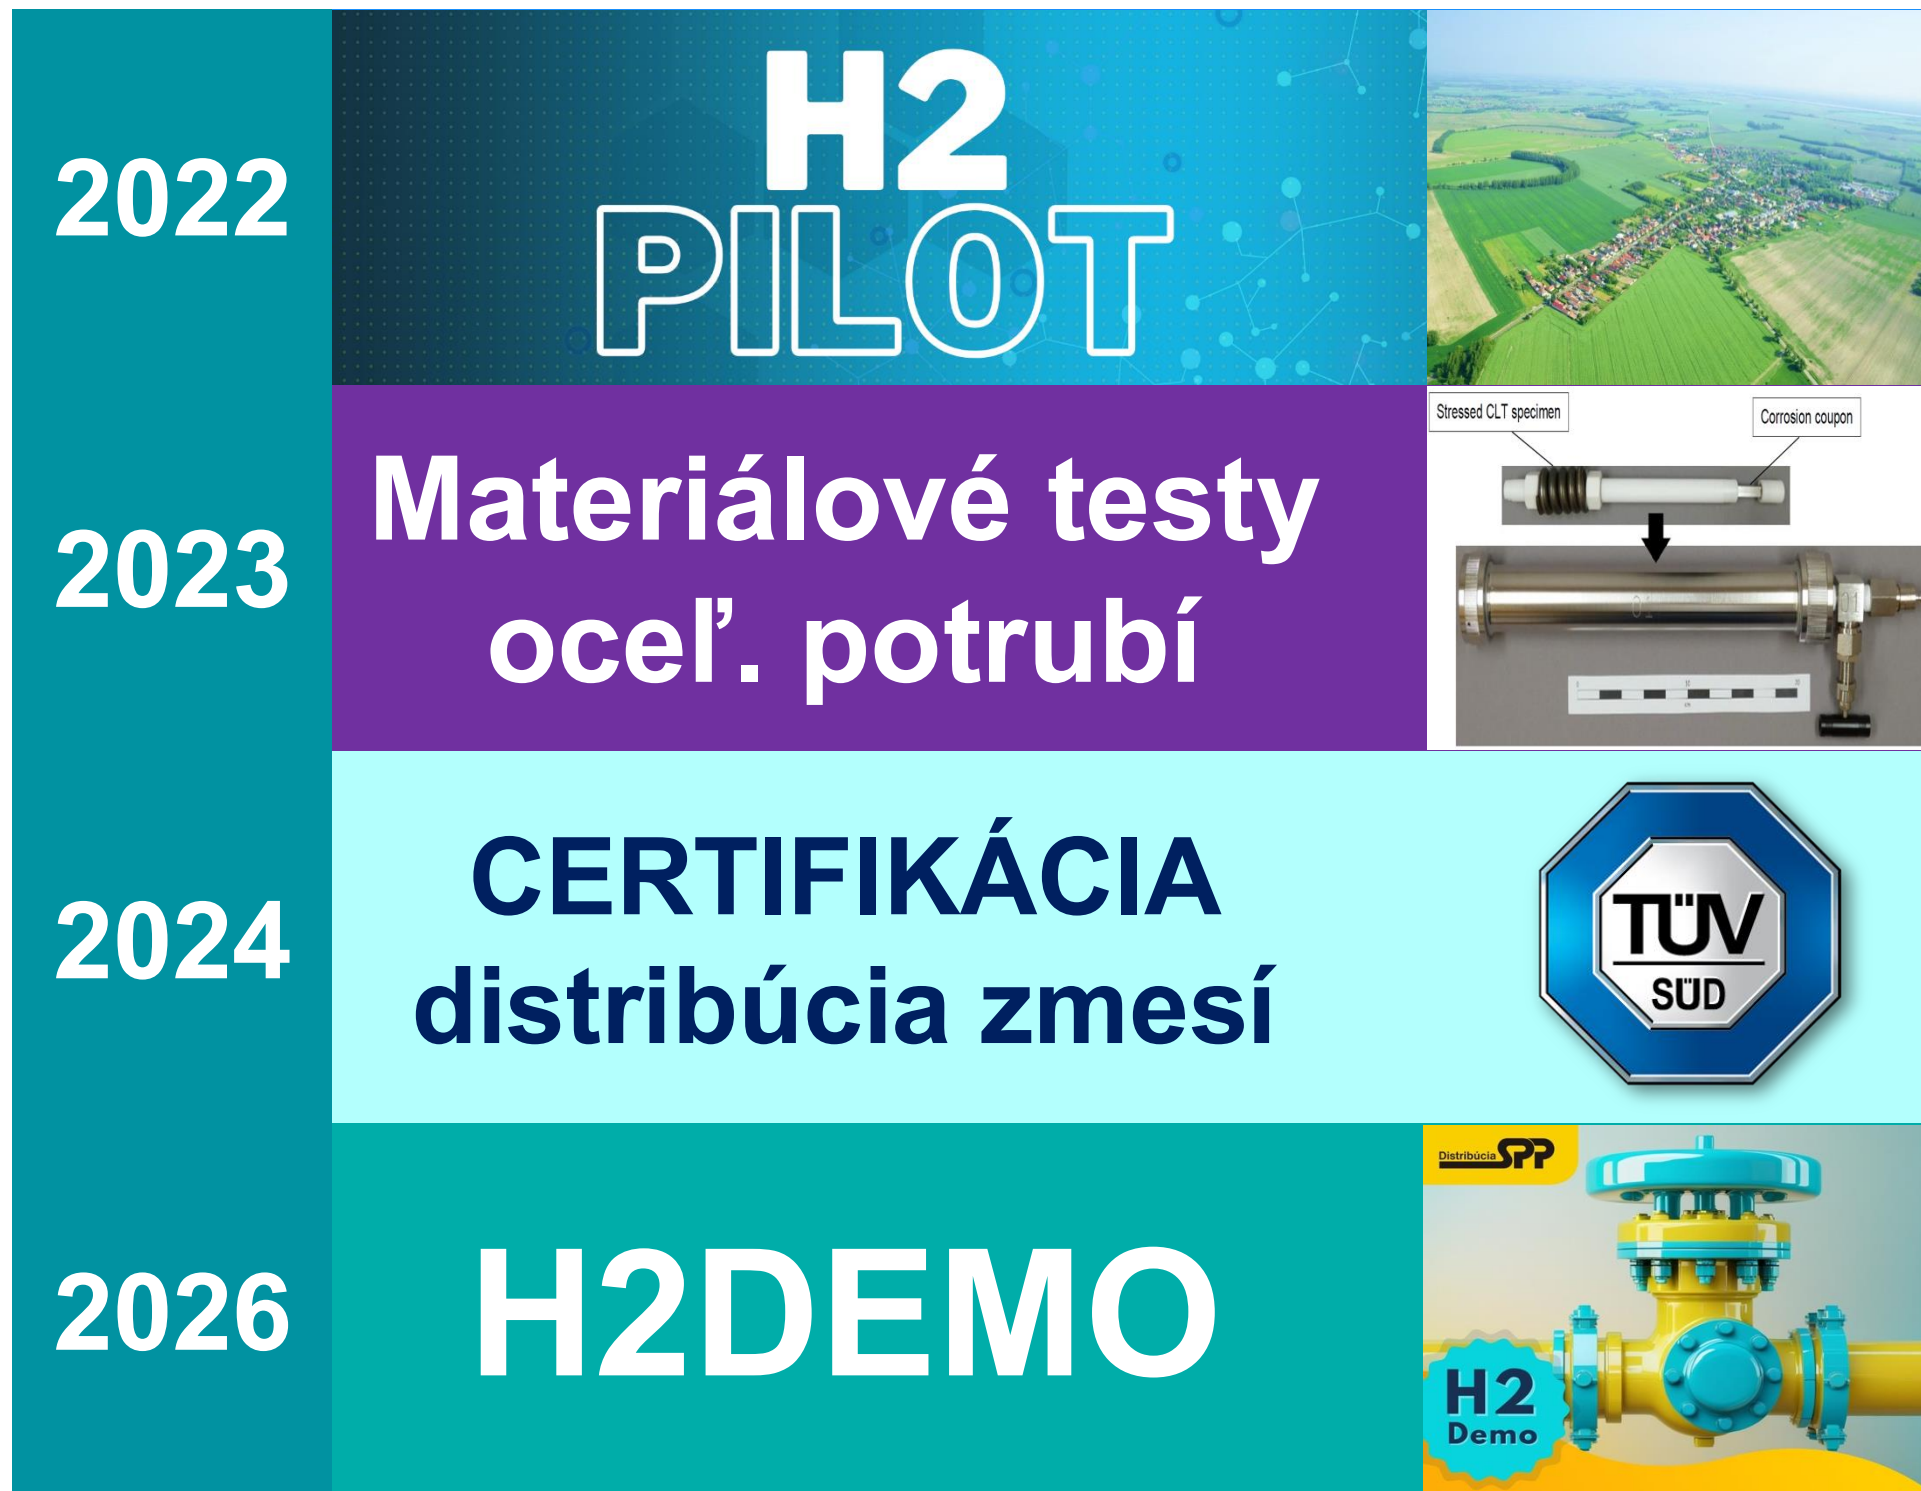 2022
H2
PILOT
2023
Materiálové testy
oceľ. potrubí
Stressed CLT specimen
Corrosion coupon
01
2024
CERTIFIKÁCIA
distribúcia zmesí
TÜV
SÜD
2026
H2DEMO
Distribúcia SPP
H2
Demo